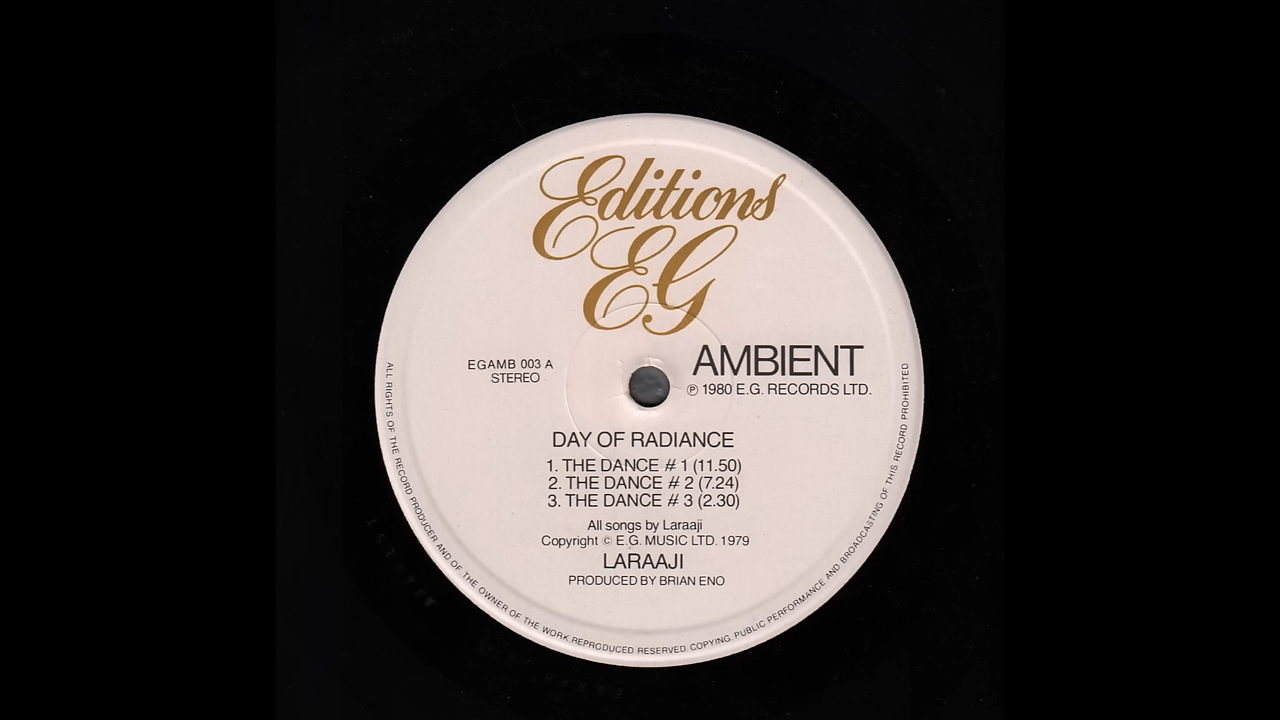 Editions
EG
EGAMB 003 A
STEREO
AMBIENT
℗ 1980 E.G. RECORDS LTD.
DAY OF RADIANCE
1. THE DANCE # 1 (11.50)
2. THE DANCE # 2 (7.24)
3. THE DANCE # 3 (2.30)
All songs by Laraaji
Copyright © E.G. MUSIC LTD. 1979
LARAAJI
PRODUCED BY BRIAN ENO
ALL RIGHTS OF THE RECORD PRODUCER AND OF THE OWNER OF THE WORK REPRODUCED RESERVED COPYING, PUBLIC PERFORMANCE AND BROADCASTING OF THIS RECORD PROHIBITED